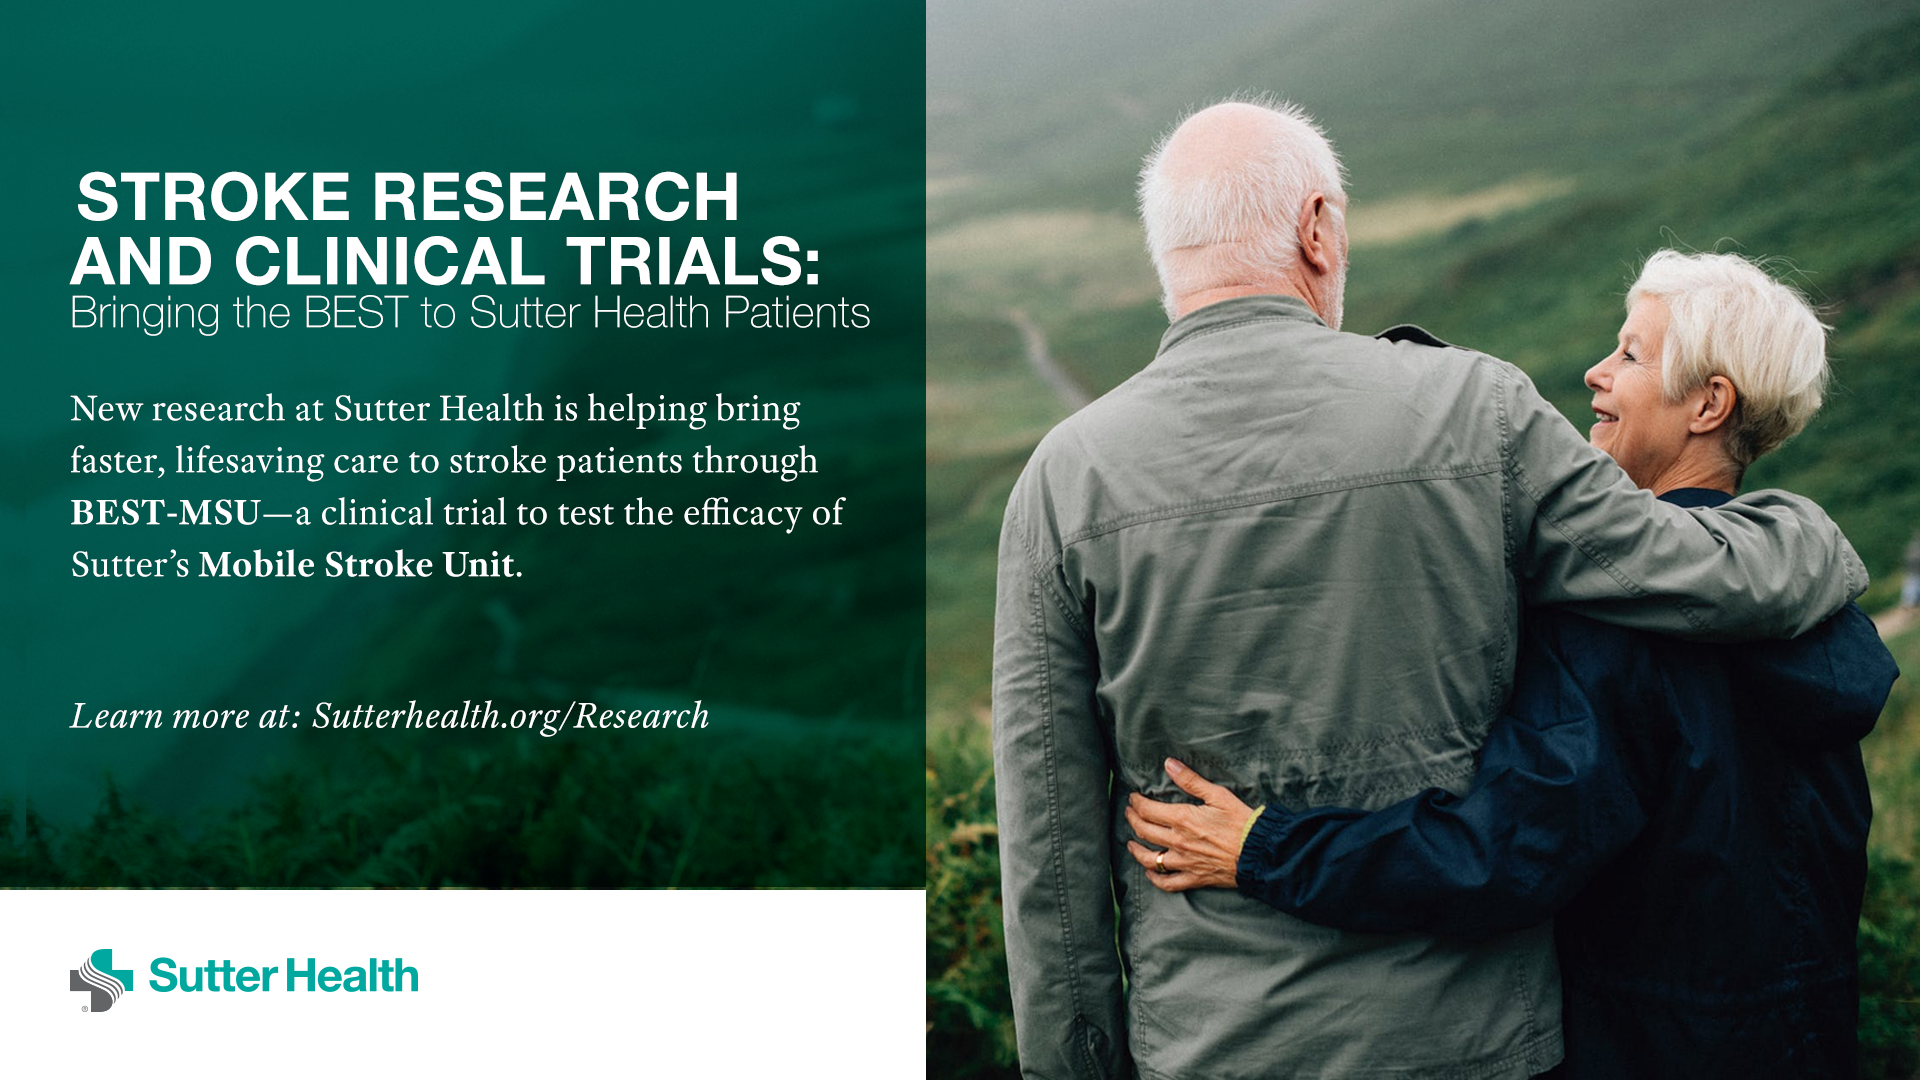 STROKE RESEARCH
AND CLINICAL TRIALS:
Bringing the BEST to Sutter Health Patients
New research at Sutter Health is helping bring
faster, lifesaving care to stroke patients through
BEST-MSU—a clinical trial to test the efficacy of
Sutter’s Mobile Stroke Unit.
Learn more at: Sutterhealth.org/Research
Sutter Health
®